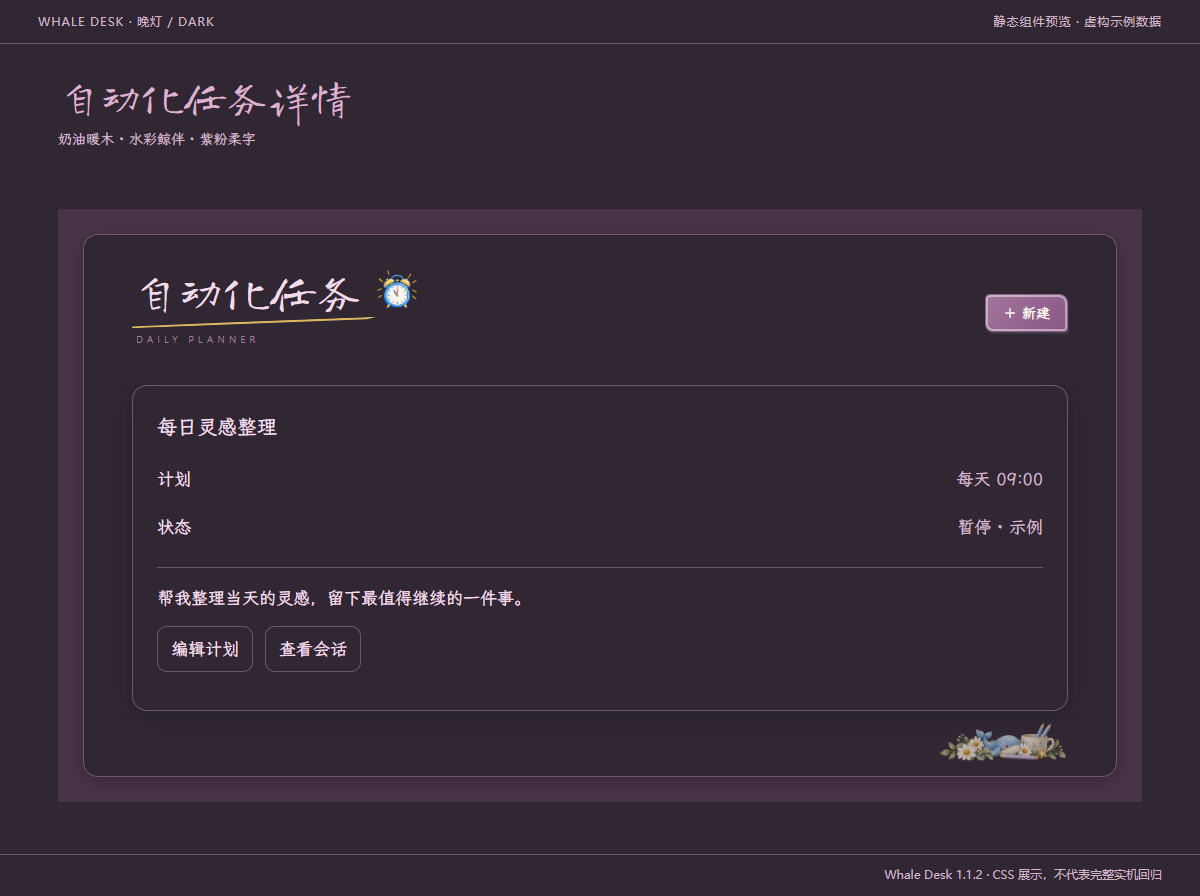 WHALE DESK · 晚灯 / DARK
静态组件预览 · 虚构示例数据
自动化任务详情
奶油暖木 · 水彩鲸伴 · 紫粉柔字
自动化任务
DAILY PLANNER
+ 新建
每日灵感整理
计划
每天 09:00
状态
暂停 · 示例
帮我整理当天的灵感，留下最值得继续的一件事。
编辑计划
查看会话
Whale Desk 1.1.2 · CSS 展示，不代表完整实机回归